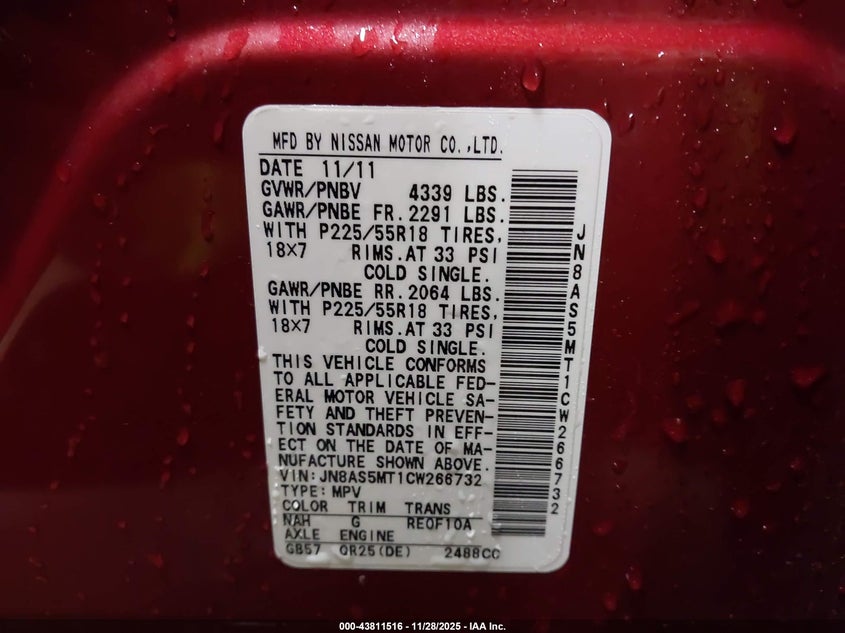 MFD BY NISSAN MOTOR CO.,LTD.
DATE 11/11
GVWR/PNBV 4339 LBS.
GAWR/PNBE FR.2291 LBS.
WITH P225/55R18 TIRES,
18×7 RIMS.AT 33 PSI
COLD SINGLE.
GAWR/PNBE RR.2064 LBS.
WITH P225/55R18 TIRES,
18×7 RIMS.AT 33 PSI
COLD SINGLE.
THIS VEHICLE CONFORMS
TO ALL APPLICABLE FED-
ERAL MOTOR VEHICLE SA-
FETY AND THEFT PREVEN-
TION STANDARDS IN EFF-
ECT ON THE DATE OF MA-
NUFACTURE SHOWN ABOVE.
VIN:JN8AS5MT1CW266732
TYPE:MPV
COLOR TRIM TRANS
NAH G RE0F10A
AXLE ENGINE
GB57 QR25(DE) 2488CC
JN8AS5MT1CW266732
000-43811516 - 11/28/2025 - IAA Inc.